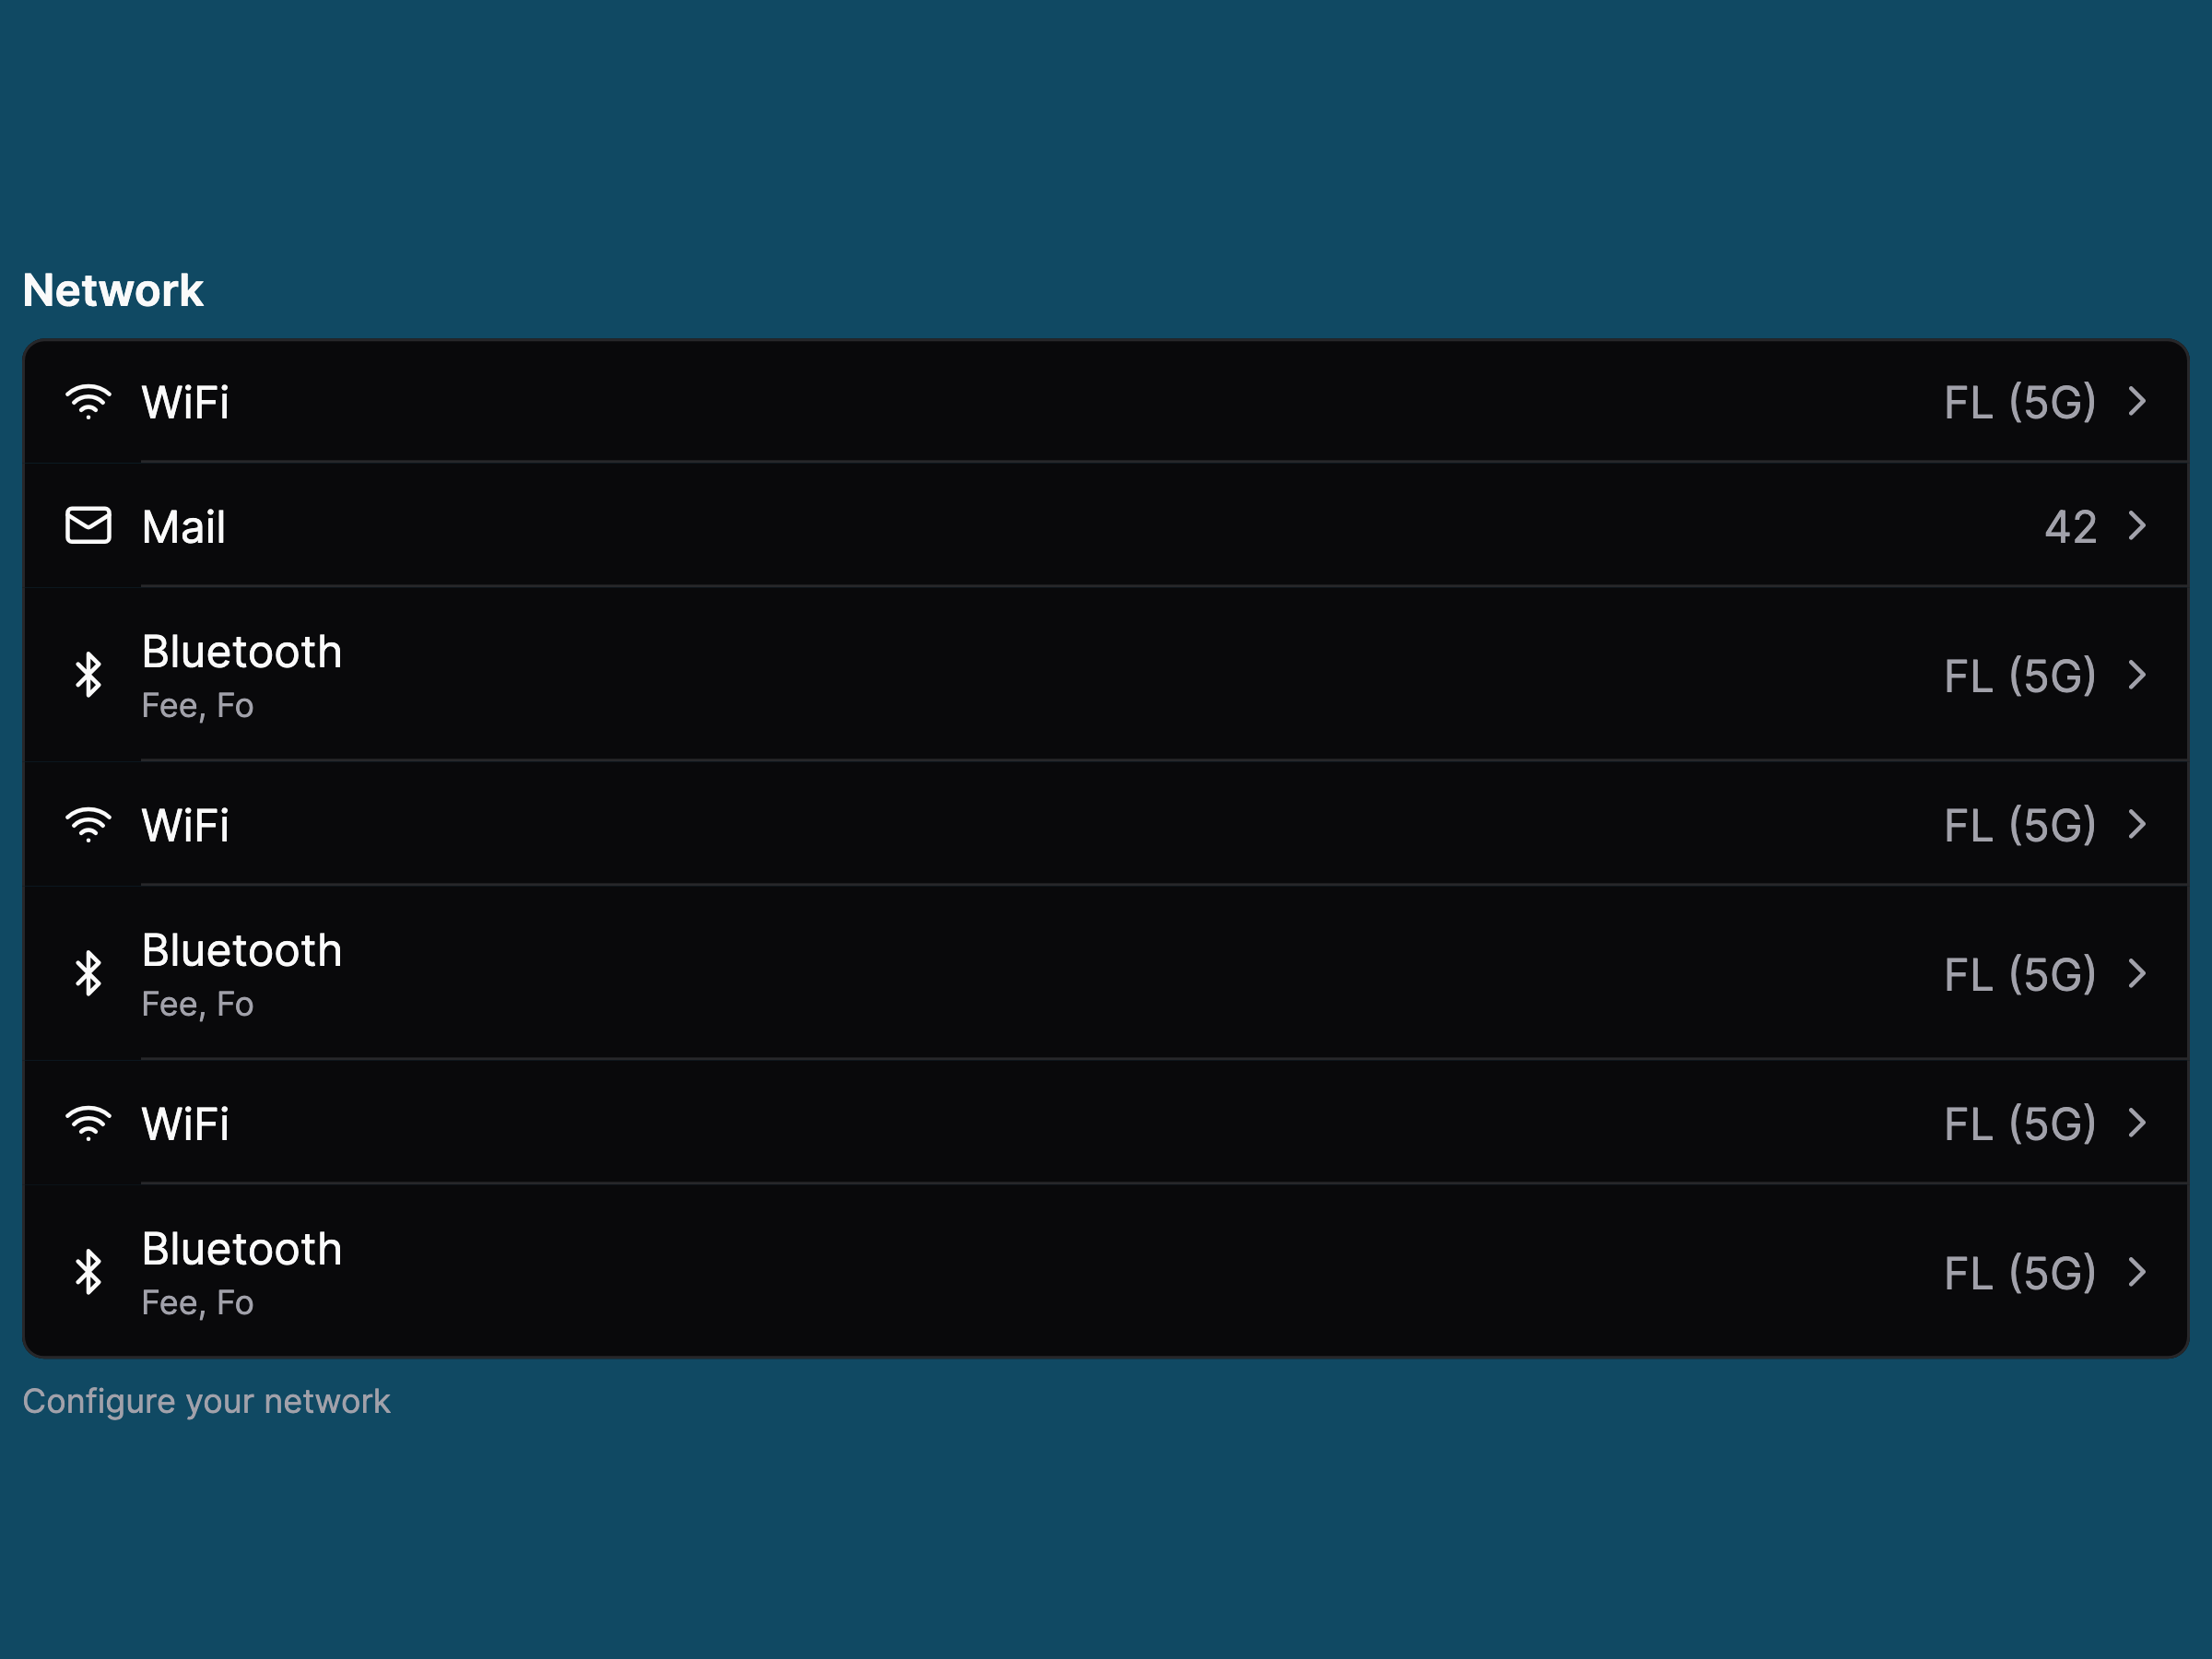 Network
WiFi FL (5G)
Mail 42
Bluetooth
Fee, Fo
FL (5G)
WiFi FL (5G)
Bluetooth
Fee, Fo
FL (5G)
WiFi FL (5G)
Bluetooth
Fee, Fo
FL (5G)
Configure your network